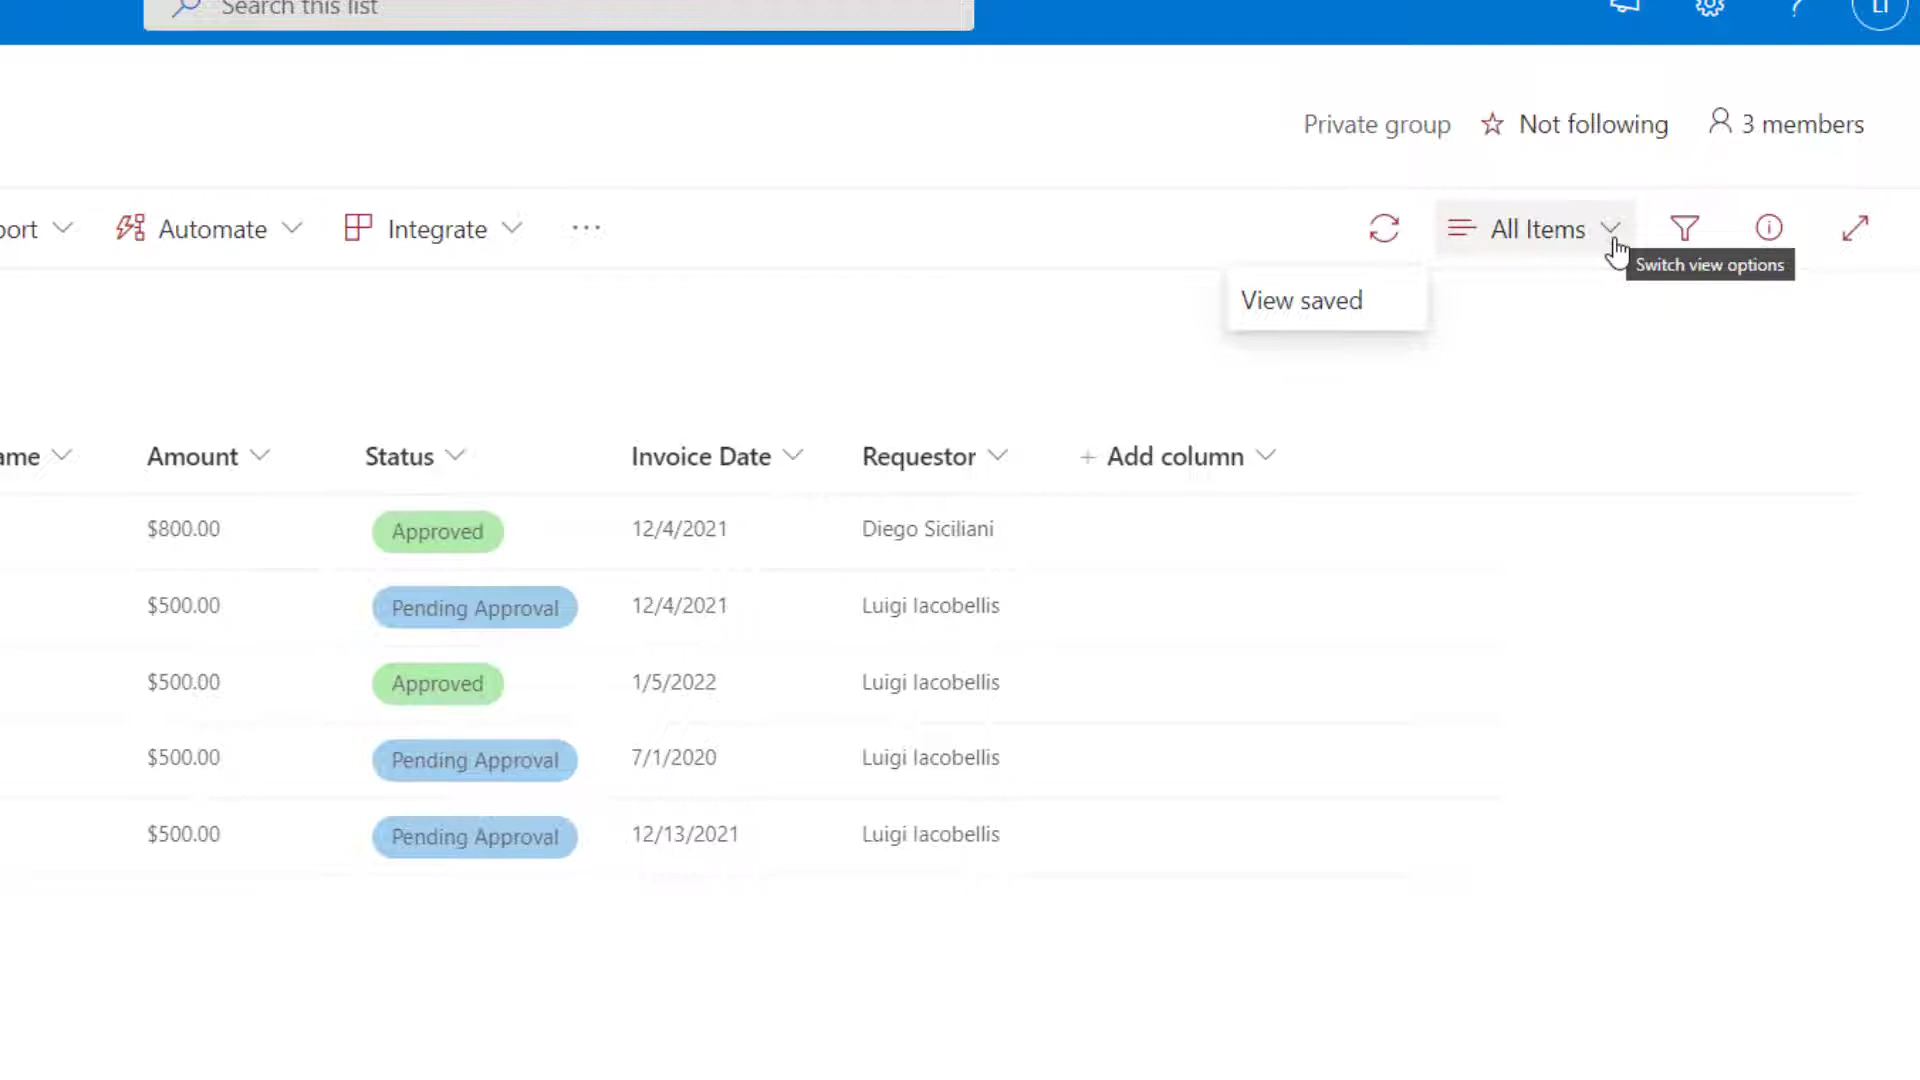 Search this list
LI
Private group Not following 3 members
port Automate Integrate ... All Items
Switch view options
View saved
ame Amount Status Invoice Date Requestor + Add column
$800.00 Approved 12/4/2021 Diego Siciliani
$500.00 Pending Approval 12/4/2021 Luigi Iacobellis
$500.00 Approved 1/5/2022 Luigi Iacobellis
$500.00 Pending Approval 7/1/2020 Luigi Iacobellis
$500.00 Pending Approval 12/13/2021 Luigi Iacobellis